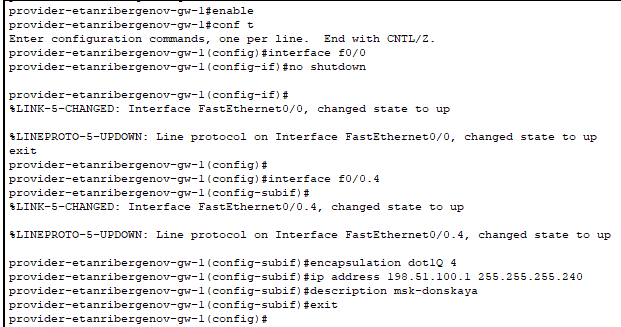 provider-etanribergenov-gw-1#enable
provider-etanribergenov-gw-1#conf t
Enter configuration commands, one per line.  End with CNTL/Z.
provider-etanribergenov-gw-1(config)#interface f0/0
provider-etanribergenov-gw-1(config-if)#no shutdown
provider-etanribergenov-gw-1(config-if)#
%LINK-5-CHANGED: Interface FastEthernet0/0, changed state to up
%LINEPROTO-5-UPDOWN: Line protocol on Interface FastEthernet0/0, changed state to up
exit
provider-etanribergenov-gw-1(config)#
provider-etanribergenov-gw-1(config)#interface f0/0.4
provider-etanribergenov-gw-1(config-subif)#
%LINK-5-CHANGED: Interface FastEthernet0/0.4, changed state to up
%LINEPROTO-5-UPDOWN: Line protocol on Interface FastEthernet0/0.4, changed state to up
provider-etanribergenov-gw-1(config-subif)#encapsulation dot1Q 4
provider-etanribergenov-gw-1(config-subif)#ip address 198.51.100.1 255.255.255.240
provider-etanribergenov-gw-1(config-subif)#description msk-donskaya
provider-etanribergenov-gw-1(config-subif)#exit
provider-etanribergenov-gw-1(config)#